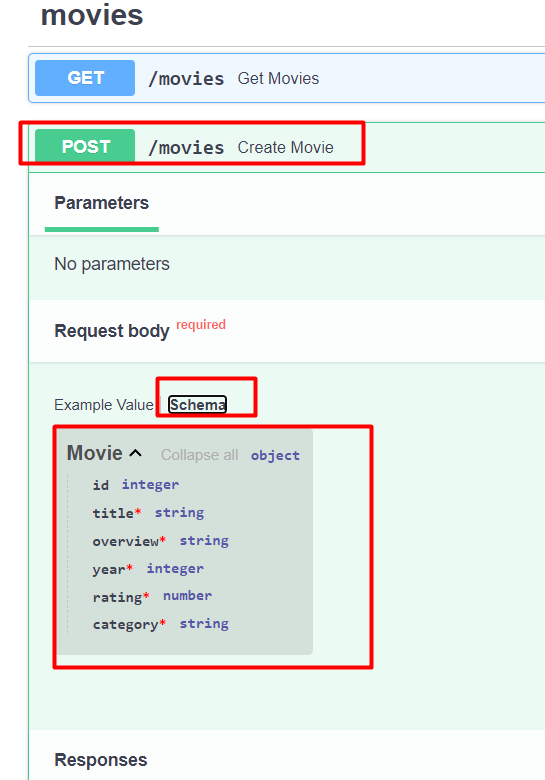 movies
GET /movies Get Movies
POST /movies Create Movie
Parameters
No parameters
Request body required
Example Value Schema
Movie Collapse all object
id integer
title* string
overview* string
year* integer
rating* number
category* string
Responses